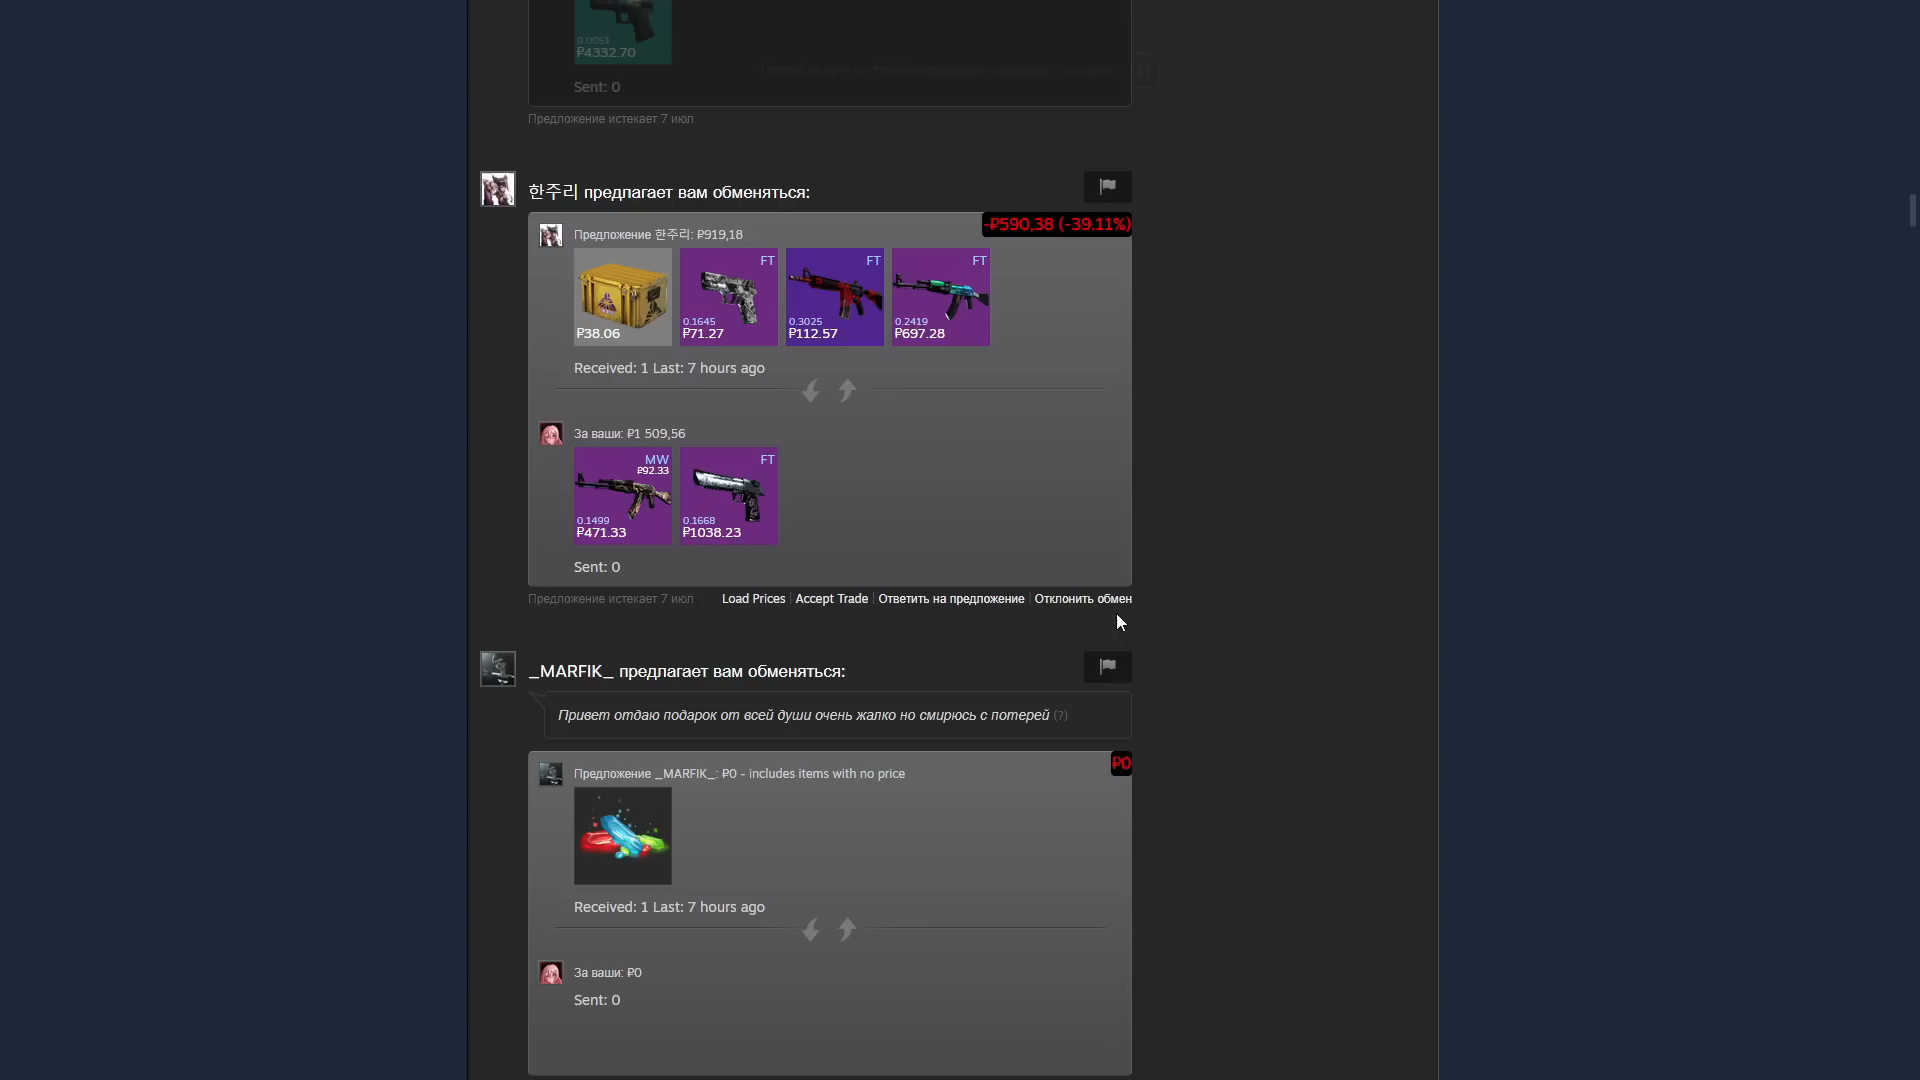 0.0051
₽4332.70
Sent: 0
Предложение истекает 7 июл
한주리 предлагает вам обменяться:
-₽590,38 (-39.11%)
Предложение 한주리: ₽919,18
₽38.06
FT
0.1645
₽71.27
FT
0.3025
₽112.57
FT
0.2419
₽697.28
Received: 1 Last: 7 hours ago
За ваши: ₽1 509,56
MW
₽92.33
0.1499
₽471.33
FT
0.1668
₽1038.23
Sent: 0
Предложение истекает 7 июл
Load Prices | Accept Trade | Ответить на предложение | Отклонить обмен
_MARFIK_ предлагает вам обменяться:
Привет отдаю подарок от всей души очень жалко но смирюсь с потерей (?)
₽0
Предложение _MARFIK_: ₽0 - includes items with no price
Received: 1 Last: 7 hours ago
За ваши: ₽0
Sent: 0